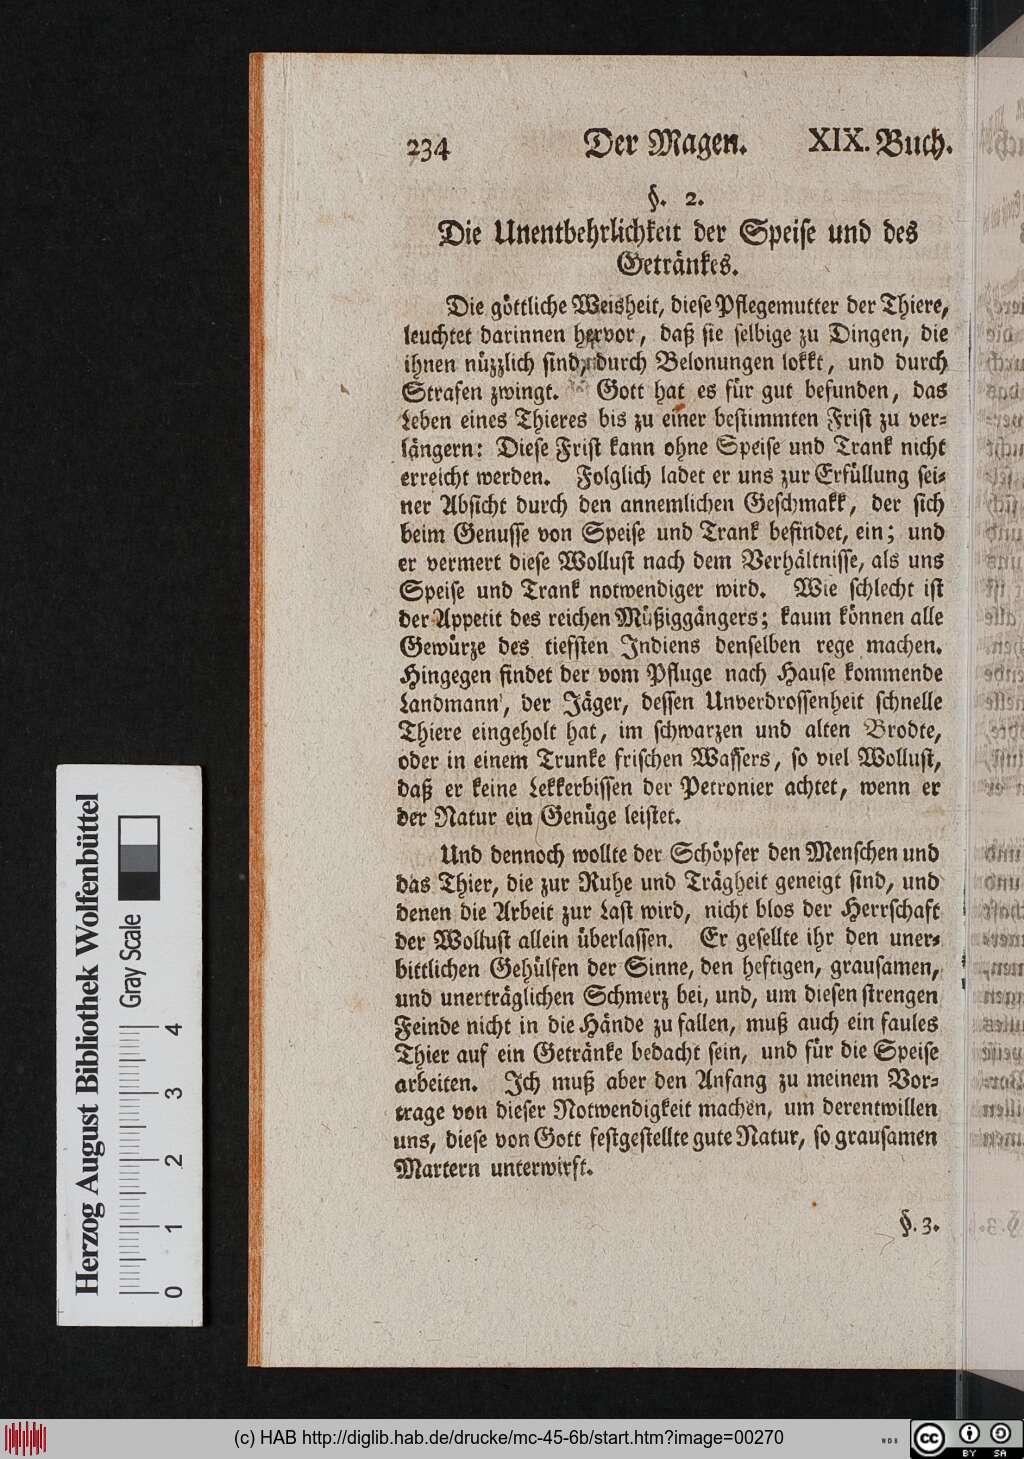 234 Der Magen. XIX. Buch.
§. 2.
Die Unentbehrlichkeit der Speise und des
Getränkes.
Die göttliche Weisheit, diese Pflegemutter der Thiere,
leuchtet darinnen hervor, daß sie selbige zu Dingen, die
ihnen nüzzlich sind, durch Belonungen lokkt, und durch
Strafen zwingt. Gott hat es für gut befunden, das
Leben eines Thieres bis zu einer bestimmten Frist zu ver-
längern: Diese Frist kann ohne Speise und Trank nicht
erreicht werden. Folglich ladet er uns zur Erfüllung sei-
ner Absicht durch den annemlichen Geschmakk, der sich
beim Genusse von Speise und Trank befindet, ein; und
er vermert diese Wollust nach dem Verhältnisse, als uns
Speise und Trank notwendiger wird. Wie schlecht ist
der Appetit des reichen Müßiggängers; kaum können alle
Gewürze des tiefsten Indiens denselben rege machen.
Hingegen findet der vom Pfluge nach Hause kommende
Landmann, der Jäger, dessen Unverdrossenheit schnelle
Thiere eingeholt hat, im schwarzen und alten Brodte,
oder in einem Trunke frischen Wassers, so viel Wollust,
daß er keine Lekkerbissen der Petronier achtet, wenn er
der Natur ein Genüge leistet.
Und dennoch wollte der Schöpfer den Menschen und
das Thier, die zur Ruhe und Trägheit geneigt sind, und
denen die Arbeit zur Last wird, nicht blos der Herrschaft
der Wollust allein überlassen. Er gesellte ihr den uner-
bittlichen Gehülfen der Sinne, den heftigen, grausamen,
und unerträglichen Schmerz bei, und, um diesen strengen
Feinde nicht in die Hände zu fallen, muß auch ein faules
Thier auf ein Getränke bedacht sein, und für die Speise
arbeiten. Ich muß aber den Anfang zu meinem Vor-
trage von dieser Notwendigkeit machen, um derentwillen
uns, diese von Gott festgestellte gute Natur, so grausamen
Martern unterwirft.
§. 3.
Herzog August Bibliothek Wolfenbüttel
Gray Scale
0 1 2 3 4
(c) HAB http://diglib.hab.de/drucke/mc-45-6b/start.htm?image=00270
WDB
cc BY SA